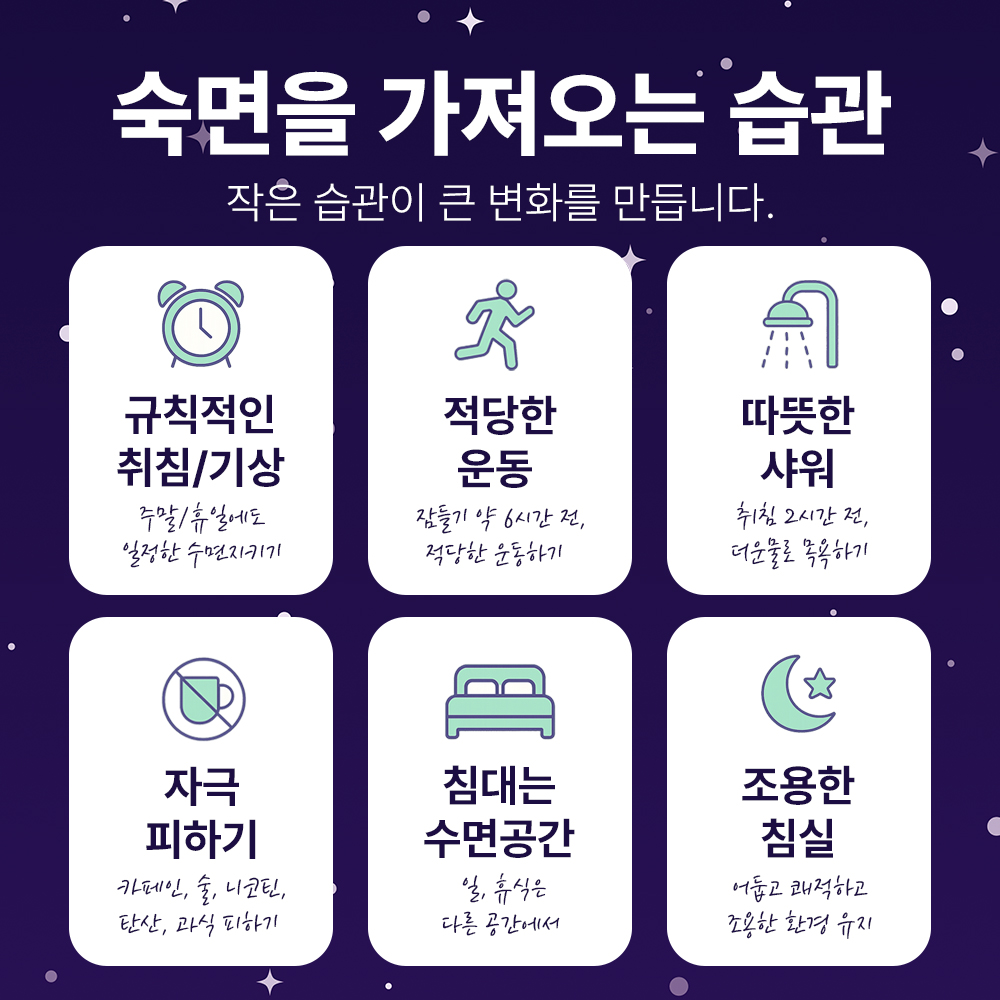 숙면을 가져오는 습관
작은 습관이 큰 변화를 만듭니다.
규칙적인
취침/기상
주말/휴일에도
일정한 수면지키기
적당한
운동
잠들기 약 6시간 전,
적당한 운동하기
따뜻한
샤워
취침 2시간 전,
더운물로 목욕하기
자극
피하기
카페인, 술, 니코틴,
탄산, 과식 피하기
침대는
수면공간
일, 휴식은
다른 공간에서
조용한
침실
어둡고 쾌적하고
조용한 환경 유지